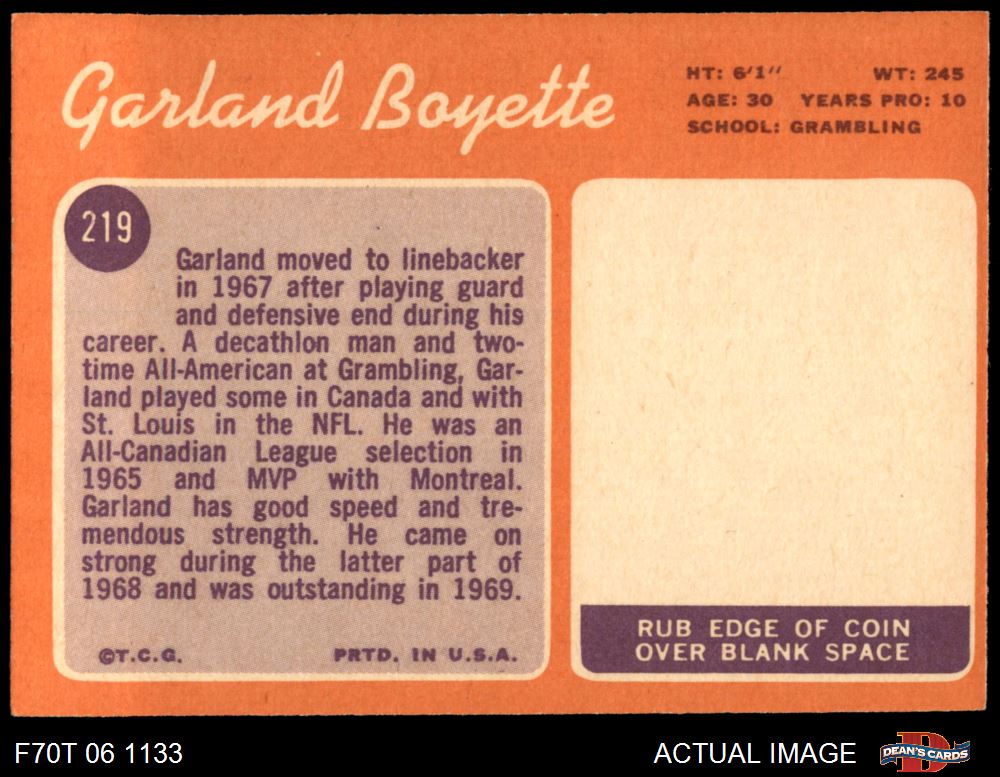 Garland Boyette
HT: 6'1" WT: 245
AGE: 30 YEARS PRO: 10
SCHOOL: GRAMBLING
219
Garland moved to linebacker
in 1967 after playing guard
and defensive end during his
career. A decathlon man and two-
time All-American at Grambling, Gar-
land played some in Canada and with
St. Louis in the NFL. He was an
All-Canadian League selection in
1965 and MVP with Montreal.
Garland has good speed and tre-
mendous strength. He came on
strong during the latter part of
1968 and was outstanding in 1969.
©T.C.G. PRTD. IN U.S.A.
RUB EDGE OF COIN
OVER BLANK SPACE
F70T 06 1133
ACTUAL IMAGE
D
DEAN'S CARDS